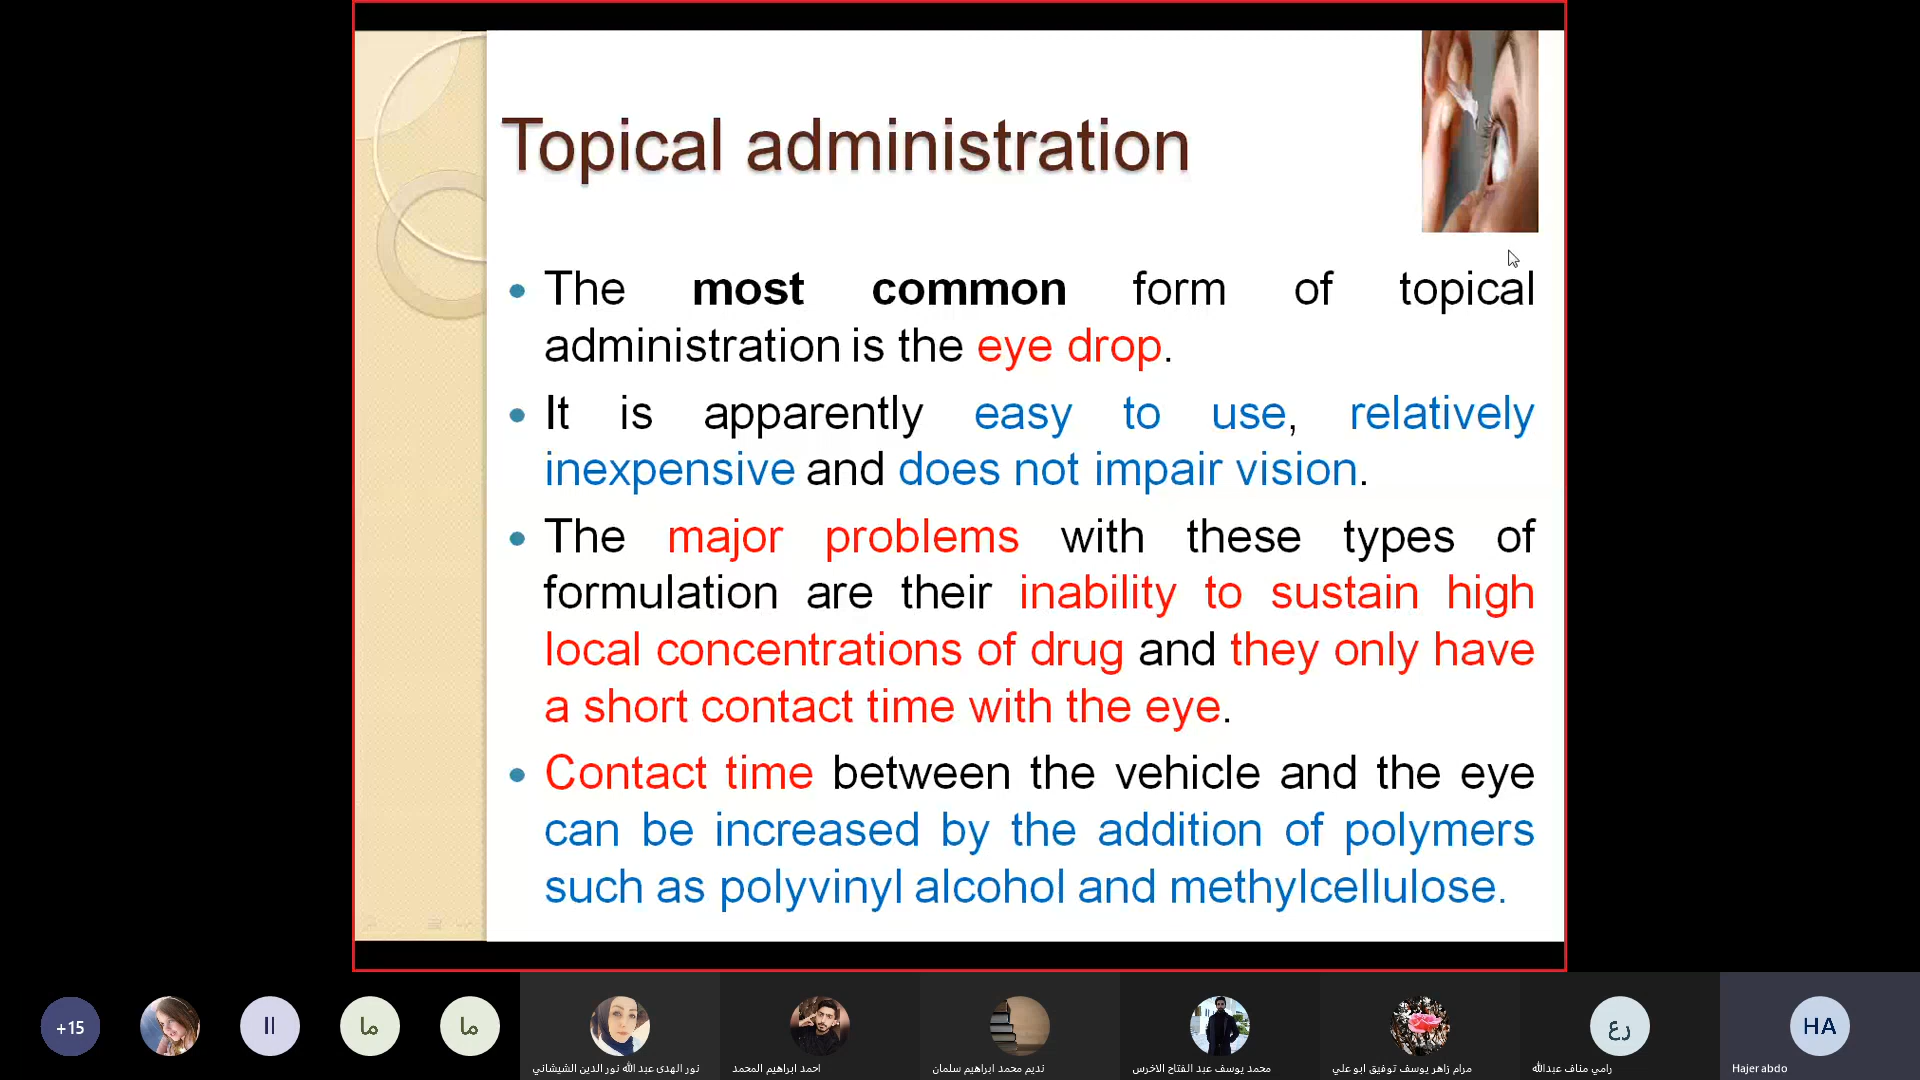 Topical administration
• The most common form of topical
administration is the eye drop.
• It is apparently easy to use, relatively
inexpensive and does not impair vision.
• The major problems with these types of
formulation are their inability to sustain high
local concentrations of drug and they only have
a short contact time with the eye.
• Contact time between the vehicle and the eye
can be increased by the addition of polymers
such as polyvinyl alcohol and methylcellulose.
+15
اا
ما
ما
رع
HA
نور الهدى عبد الله نور الدين الشيشاني
احمد ابراهيم المحمد
نديم محمد ابراهيم سلمان
محمد يوسف عبد الفتاح الاخرس
مرام زاهر يوسف توفيق ابو علي
رامي مناف عبدالله
Hajer abdo